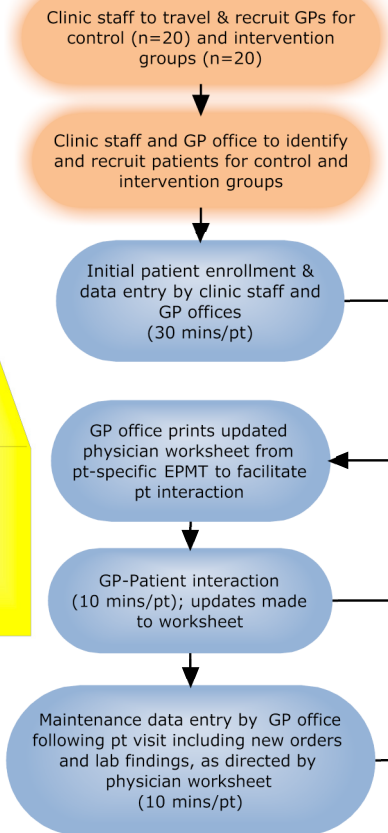 Clinic staff to travel & recruit GPs for
control (n=20) and intervention
groups (n=20)
Clinic staff and GP office to identify
and recruit patients for control and
intervention groups
Initial patient enrollment &
data entry by clinic staff and
GP offices
(30 mins/pt)
GP office prints updated
physician worksheet from
pt-specific EPMT to facilitate
pt interaction
GP-Patient interaction
(10 mins/pt); updates made
to worksheet
Maintenance data entry by GP office
following pt visit including new orders
and lab findings, as directed by
physician worksheet
(10 mins/pt)